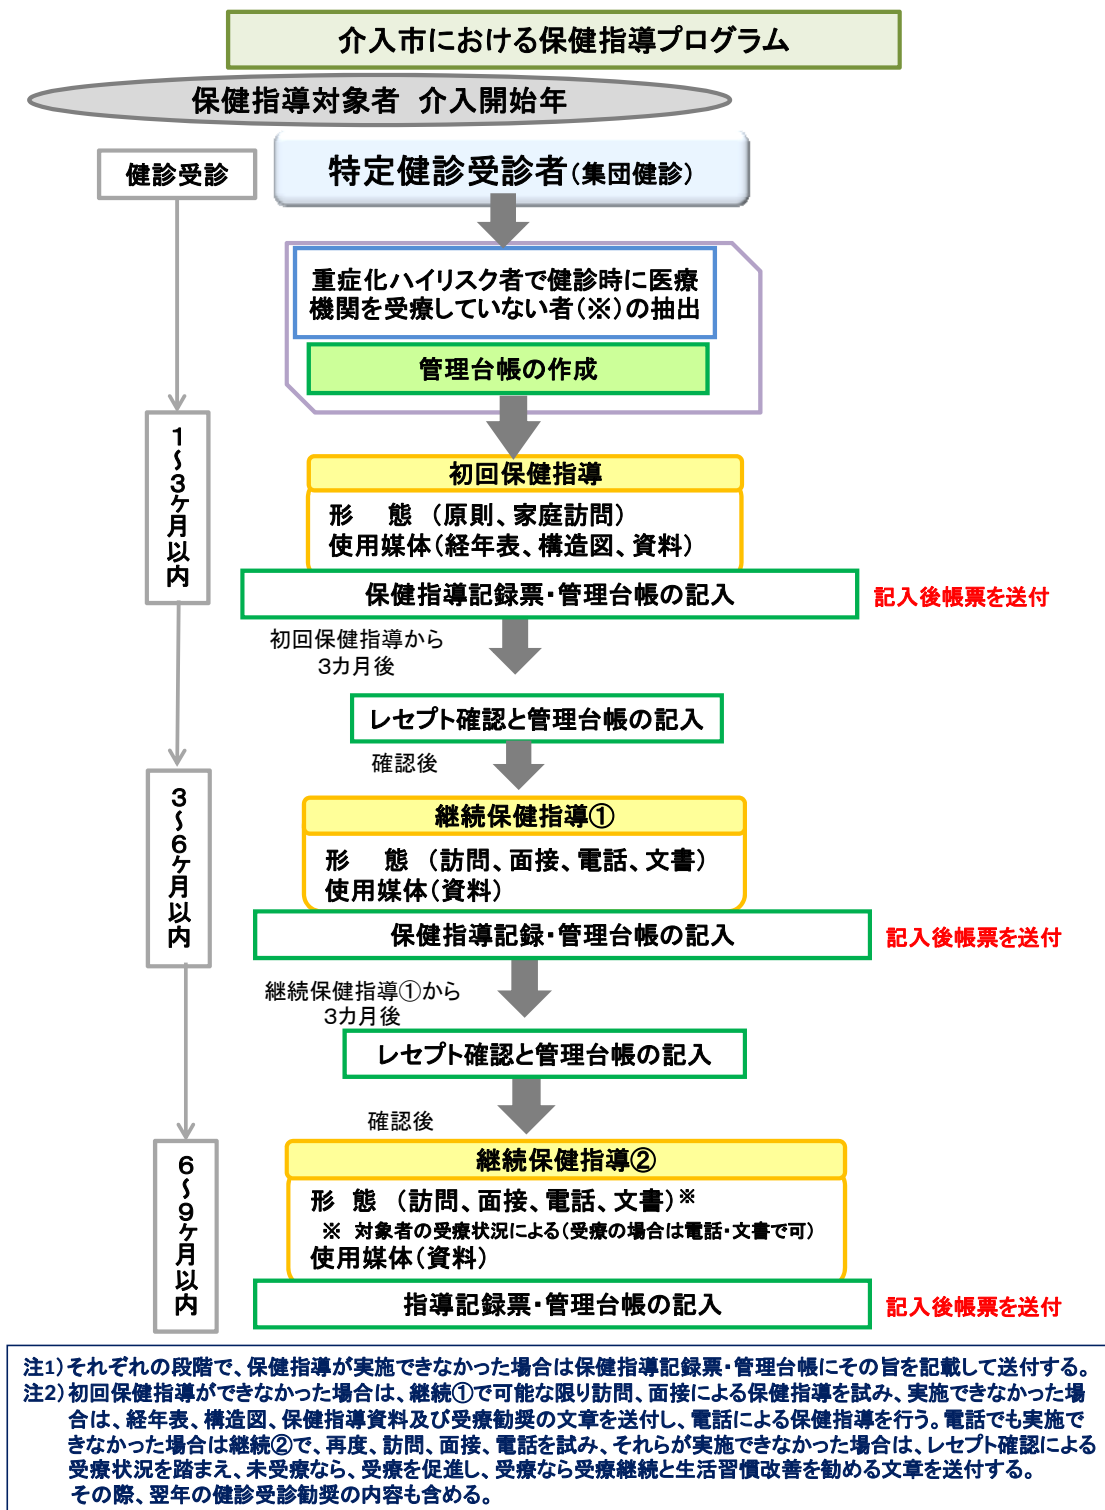 介入市における保健指導プログラム
保健指導対象者 介入開始年
健診受診
特定健診受診者(集団健診)
重症化ハイリスク者で健診時に医療
機関を受療していない者(※)の抽出
管理台帳の作成
1～3ヶ月以内
初回保健指導
形 態 (原則、家庭訪問)
使用媒体(経年表、構造図、資料)
保健指導記録票・管理台帳の記入
記入後帳票を送付
初回保健指導から
3カ月後
レセプト確認と管理台帳の記入
確認後
3～6ヶ月以内
継続保健指導①
形 態 (訪問、面接、電話、文書)
使用媒体(資料)
保健指導記録・管理台帳の記入
記入後帳票を送付
継続保健指導①から
3カ月後
レセプト確認と管理台帳の記入
確認後
6～9ヶ月以内
継続保健指導②
形 態 (訪問、面接、電話、文書)※
※ 対象者の受療状況による(受療の場合は電話・文書で可)
使用媒体(資料)
指導記録票・管理台帳の記入
記入後帳票を送付
注1)それぞれの段階で、保健指導が実施できなかった場合は保健指導記録票・管理台帳にその旨を記載して送付する。
注2)初回保健指導ができなかった場合は、継続①で可能な限り訪問、面接による保健指導を試み、実施できなかった場
合は、経年表、構造図、保健指導資料及び受療勧奨の文章を送付し、電話による保健指導を行う。電話でも実施で
きなかった場合は継続②で、再度、訪問、面接、電話を試み、それらが実施できなかった場合は、レセプト確認による
受療状況を踏まえ、未受療なら、受療を促進し、受療なら受療継続と生活習慣改善を勧める文章を送付する。
その際、翌年の健診受診勧奨の内容も含める。